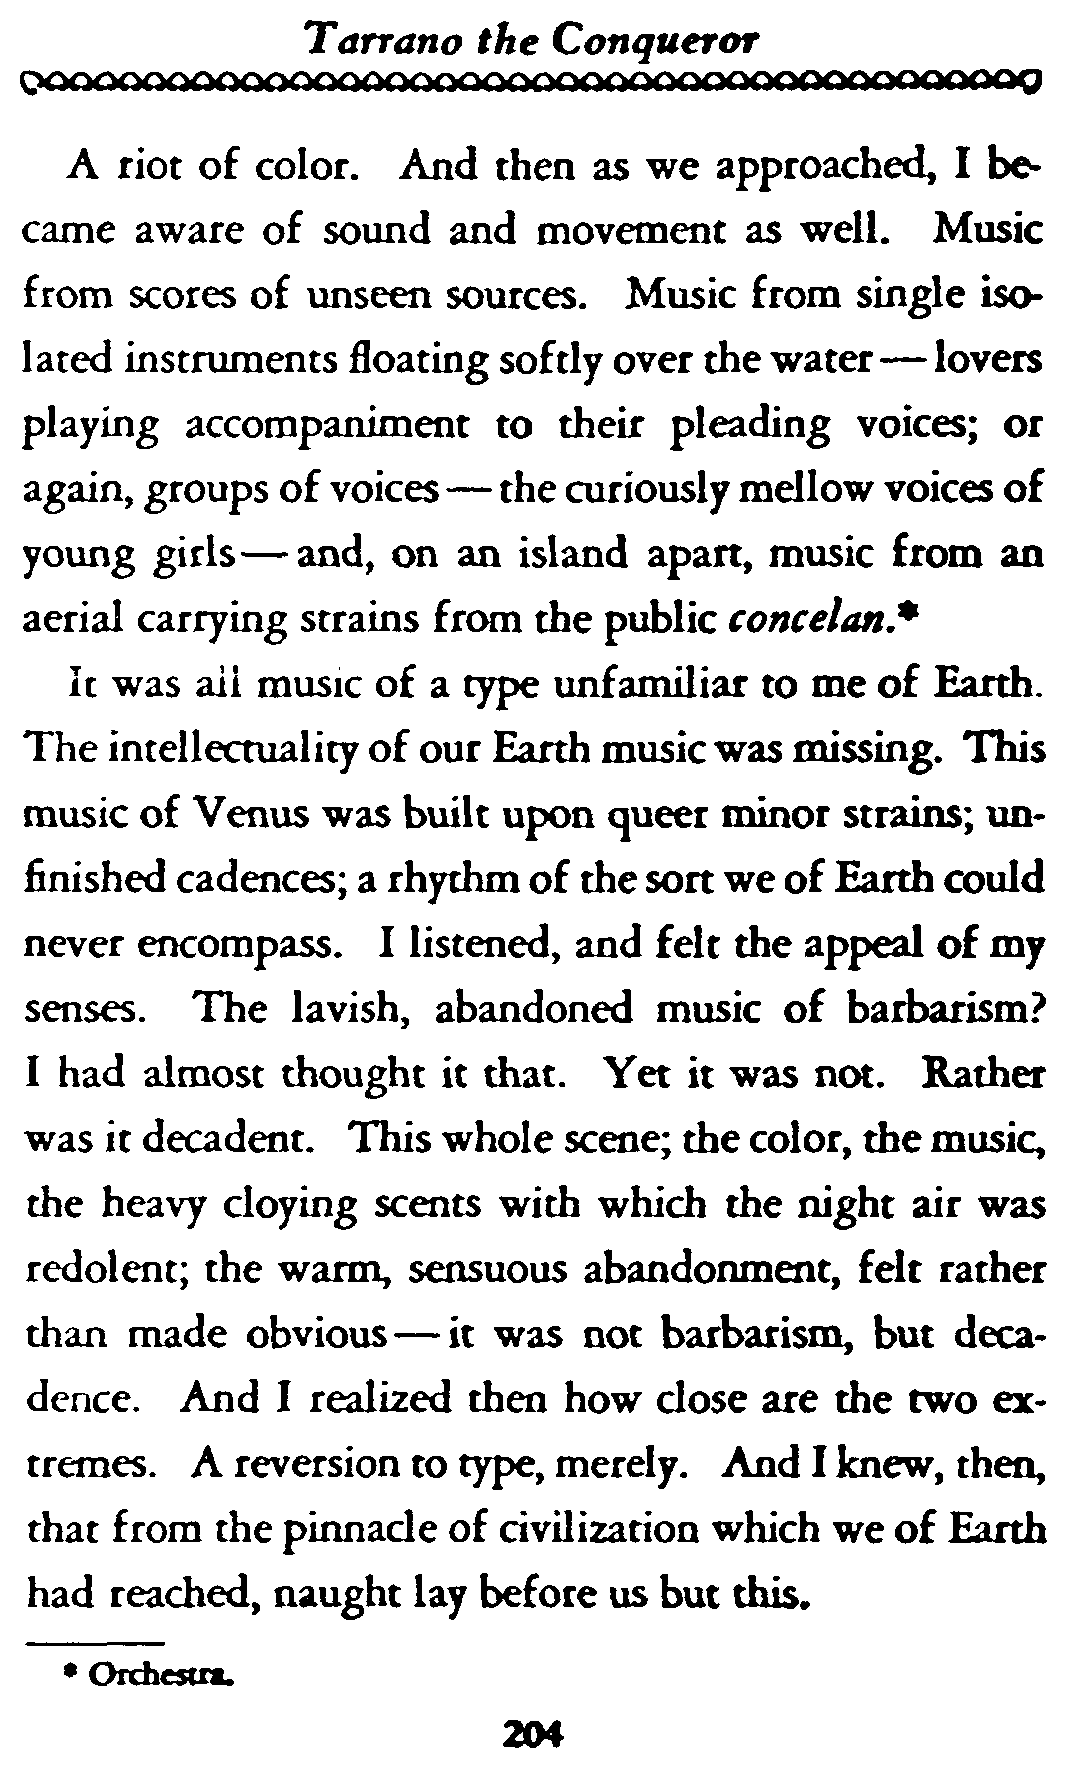 Tarrano the Conqueror
A riot of color. And then as we approached, I be-
came aware of sound and movement as well. Music
from scores of unseen sources. Music from single iso-
lated instruments floating softly over the water — lovers
playing accompaniment to their pleading voices; or
again, groups of voices — the curiously mellow voices of
young girls — and, on an island apart, music from an
aerial carrying strains from the public concelan.*
It was all music of a type unfamiliar to me of Earth.
The intellectuality of our Earth music was missing. This
music of Venus was built upon queer minor strains; un-
finished cadences; a rhythm of the sort we of Earth could
never encompass. I listened, and felt the appeal of my
senses. The lavish, abandoned music of barbarism?
I had almost thought it that. Yet it was not. Rather
was it decadent. This whole scene; the color, the music,
the heavy cloying scents with which the night air was
redolent; the warm, sensuous abandonment, felt rather
than made obvious — it was not barbarism, but deca-
dence. And I realized then how close are the two ex-
tremes. A reversion to type, merely. And I knew, then,
that from the pinnacle of civilization which we of Earth
had reached, naught lay before us but this.
* Orchestra.
204